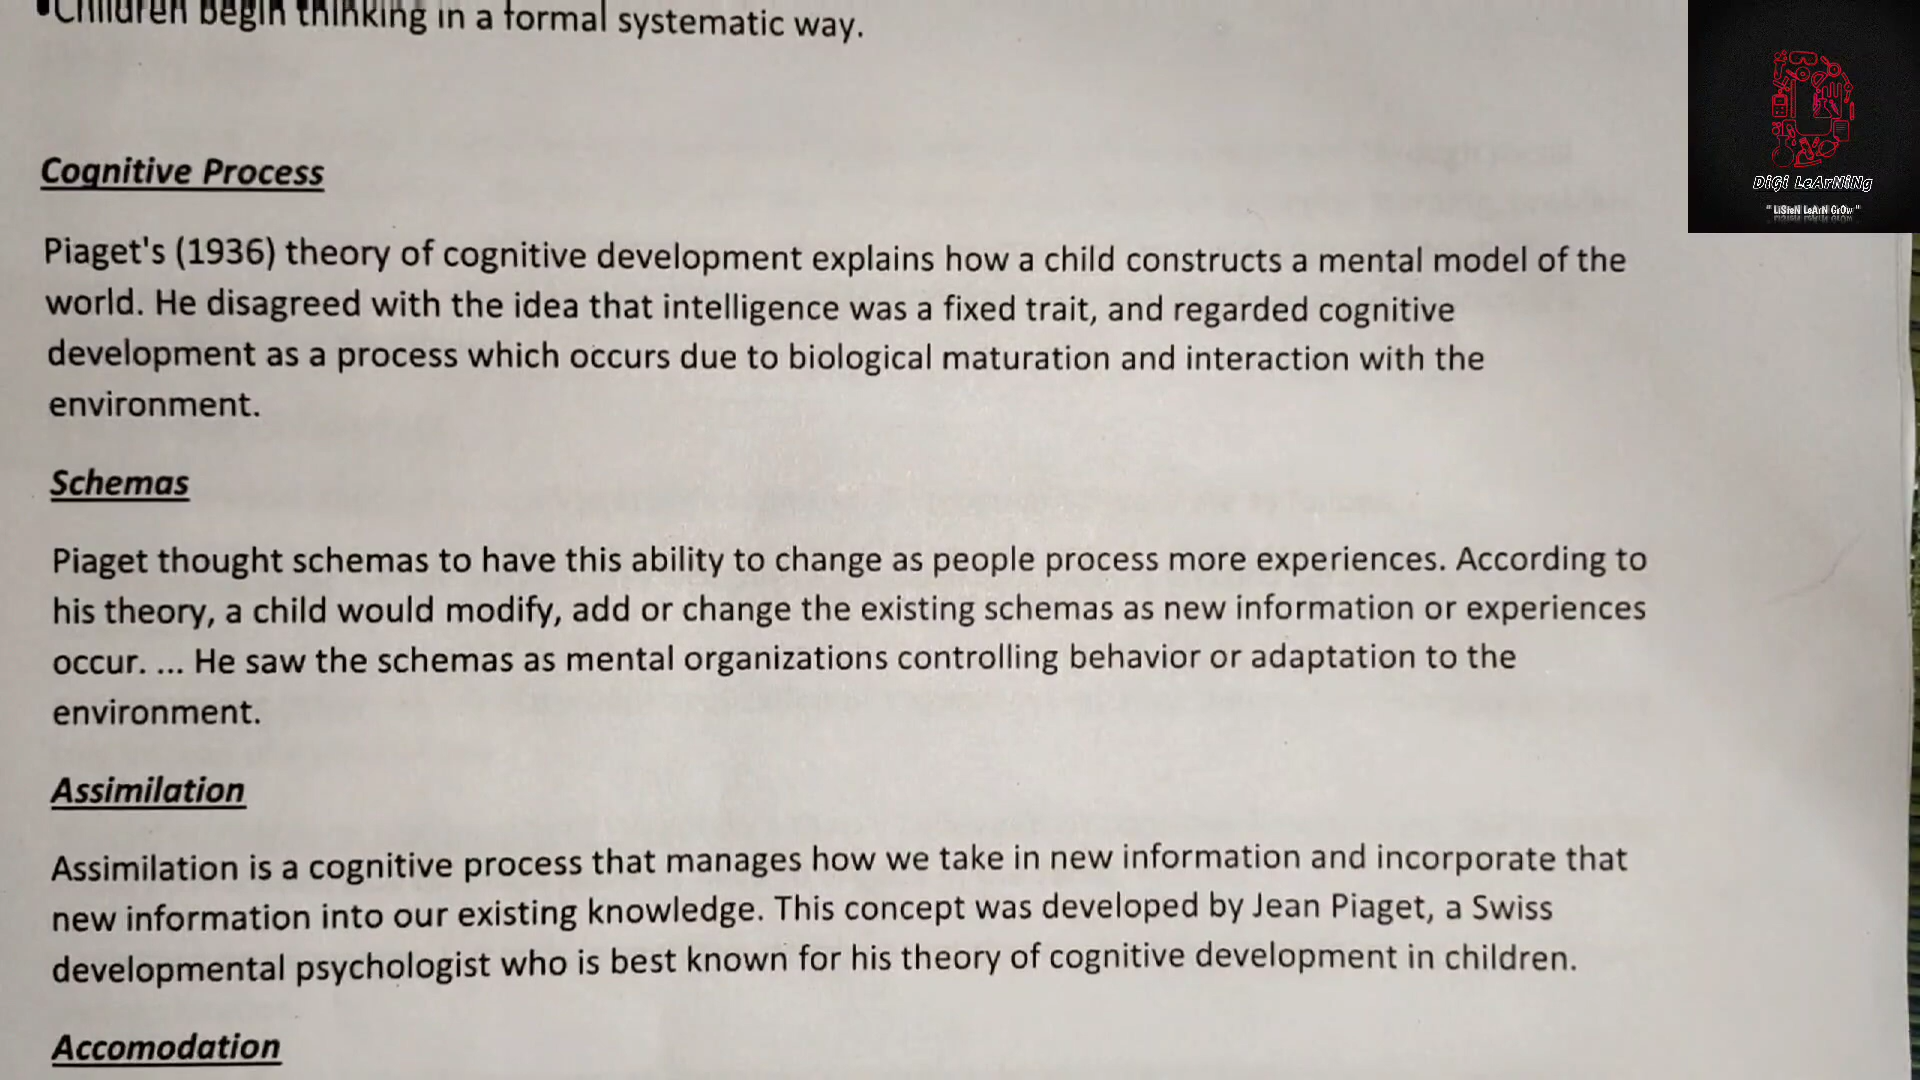 •Children begin thinking in a formal systematic way.
Cognitive Process
Piaget's (1936) theory of cognitive development explains how a child constructs a mental model of the
world. He disagreed with the idea that intelligence was a fixed trait, and regarded cognitive
development as a process which occurs due to biological maturation and interaction with the
environment.
Schemas
Piaget thought schemas to have this ability to change as people process more experiences. According to
his theory, a child would modify, add or change the existing schemas as new information or experiences
occur. ... He saw the schemas as mental organizations controlling behavior or adaptation to the
environment.
Assimilation
Assimilation is a cognitive process that manages how we take in new information and incorporate that
new information into our existing knowledge. This concept was developed by Jean Piaget, a Swiss
developmental psychologist who is best known for his theory of cognitive development in children.
Accomodation
DiGi LeArNiNg
"LiSteN LeArN GrOw"